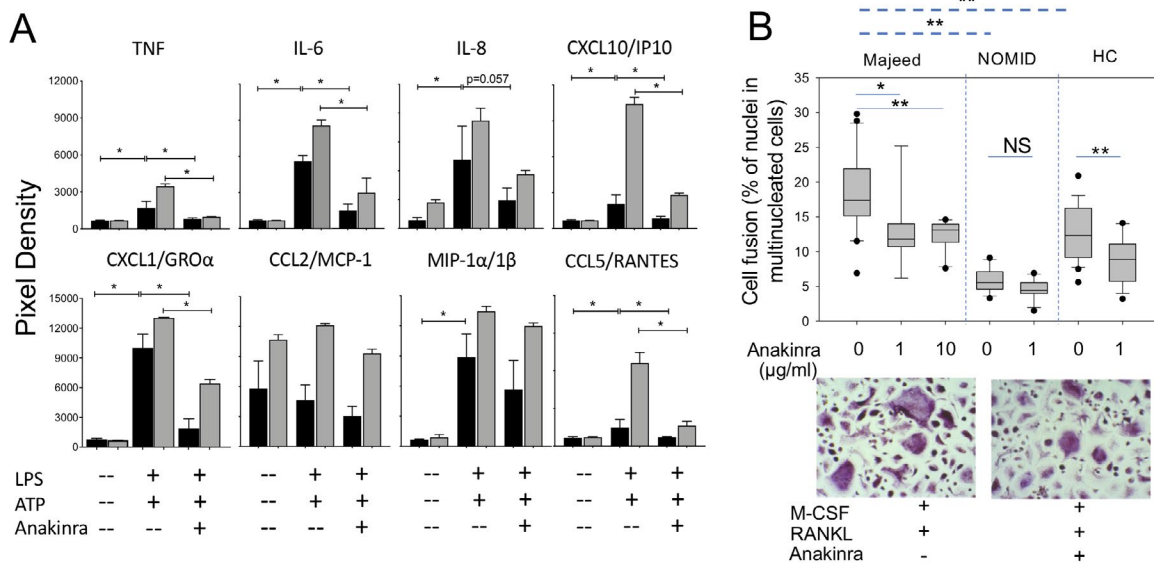 A
TNF IL-6 IL-8 CXCL10/IP10
12000
9000
6000
3000
0
* *
*
* *
*
* p=0.057
* *
*
Pixel Density
CXCL1/GROα CCL2/MCP-1 MIP-1α/1β CCL5/RANTES
15000
12000
9000
6000
3000
0
* *
*
*
* *
*
LPS -- + + -- + + -- + + -- + +
ATP -- + + -- + + -- + + -- + +
Anakinra -- -- + -- -- + -- -- + -- -- +
B
**
**
Majeed NOMID HC
Cell fusion (% of nuclei in
multinucleated cells)
35
30
25
20
15
10
5
0
*
**
NS
**
Anakinra 0 1 10 0 1 0 1
(µg/ml)
M-CSF + +
RANKL + +
Anakinra - +